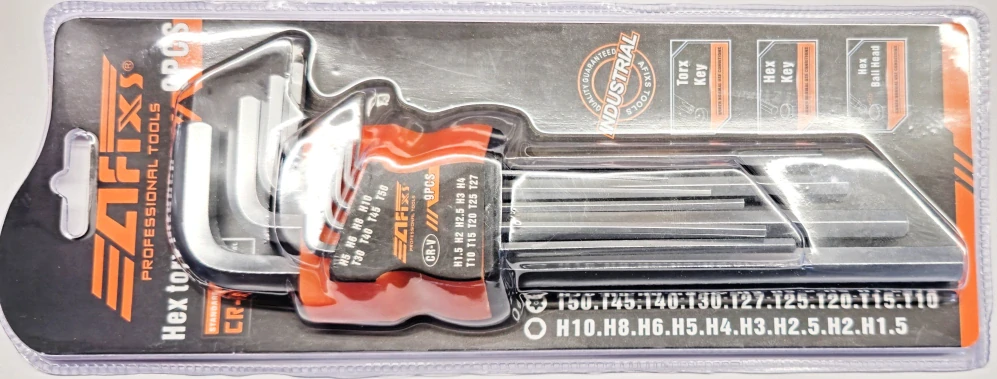 AFIXS®
PROFESSIONAL TOOLS
9PCS
QUALITY GUARANTEED
INDUSTRIAL
AFIXS TOOLS
Torx
Key
Hex
Key
Hex
Ball Head
H5 H6 H8 H10
T30 T40 T45 T50
AFIXS
PROFESSIONAL TOOLS
CR-V
9PCS
H1.5 H2 H2.5 H3 H4
T10 T15 T20 T25 T27
Hex
STANDARD
T50.T45.T40.T30.T27.T25.T20.T15.T10
H10.H8.H6.H5.H4.H3.H2.5.H2.H1.5